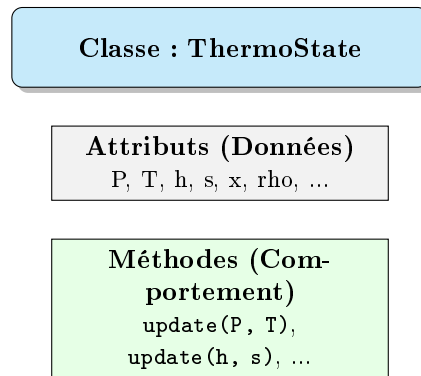 Classe : ThermoState
Attributs (Données)
P, T, h, s, x, rho, ...
Méthodes (Com-
portement)
update(P, T),
update(h, s), ...